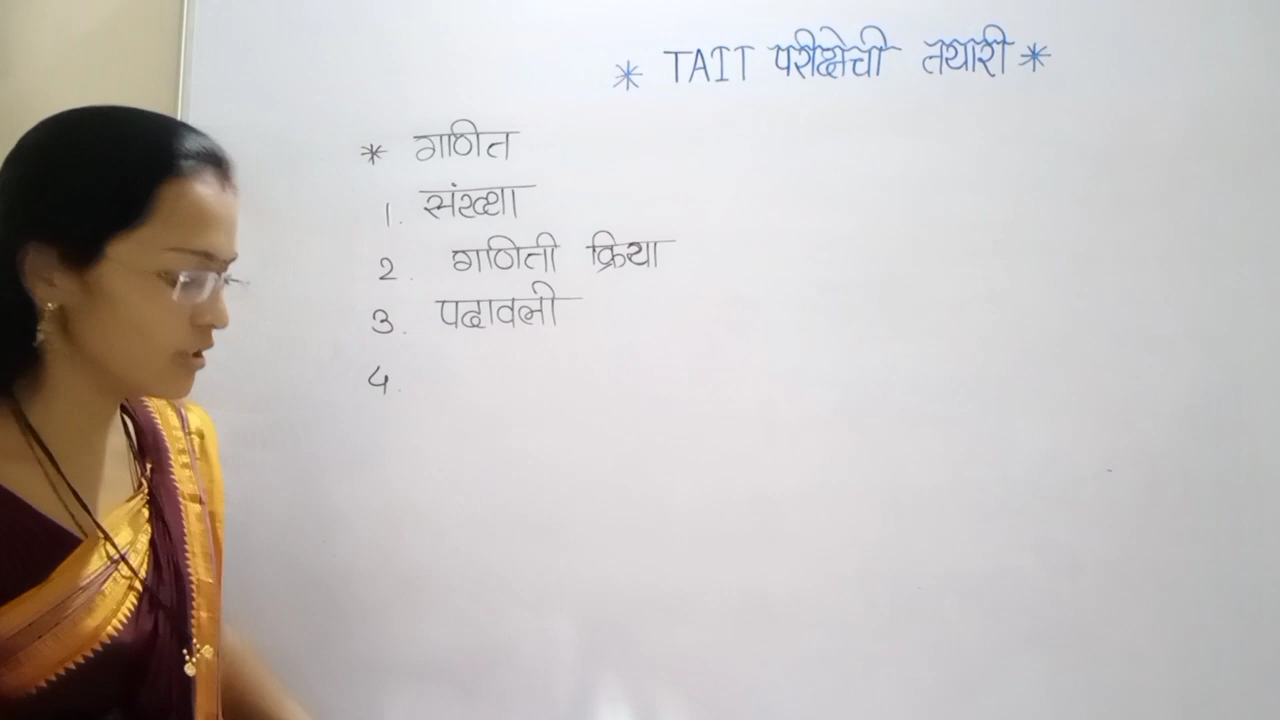 * TAIT परीक्षेची तयारी *
* गणित
1. संख्या
2. गणिती क्रिया
3. पदावली
4.